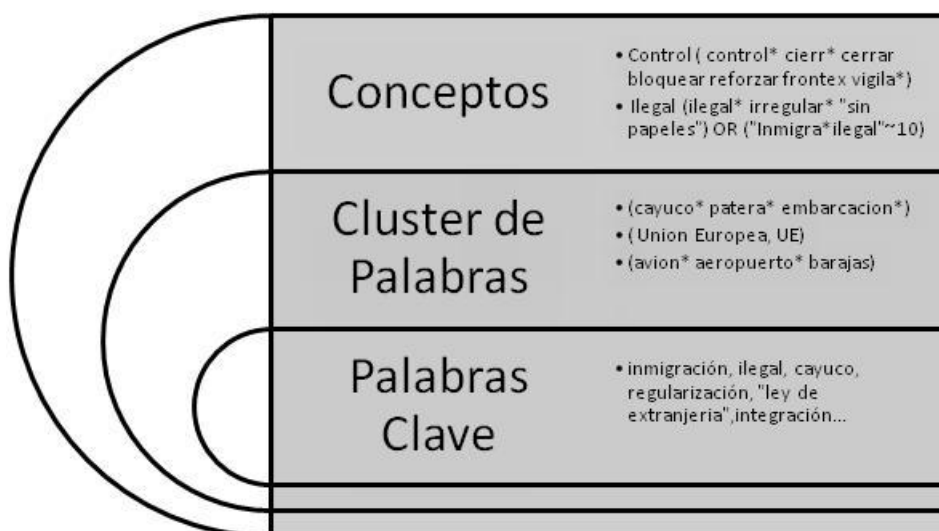 Conceptos
• Control ( control* cierr* cerrar
bloquear reforzar frontex vigila*)
• Ilegal (ilegal* irregular* "sin
papeles") OR ("Inmigra*ilegal"~10)
Cluster de
Palabras
• (cayuco* patera* embarcacion*)
• ( Union Europea, UE)
• (avion* aeropuerto* barajas)
Palabras
Clave
• inmigración, ilegal, cayuco,
regularización, "ley de
extranjeria",integración...